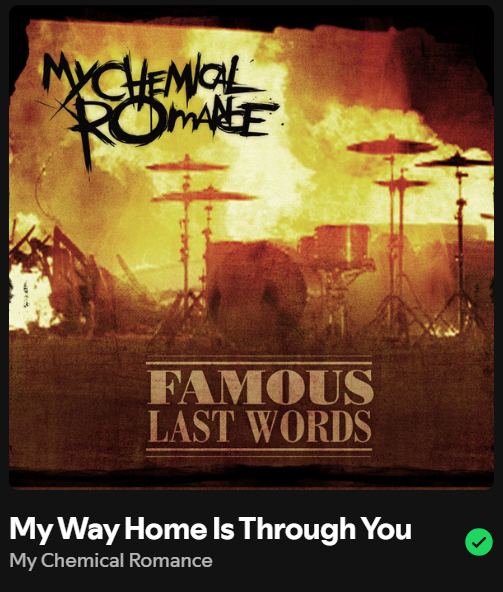 MY CHEMICAL
ROMANCE
FAMOUS
LAST WORDS
My Way Home Is Through You
My Chemical Romance